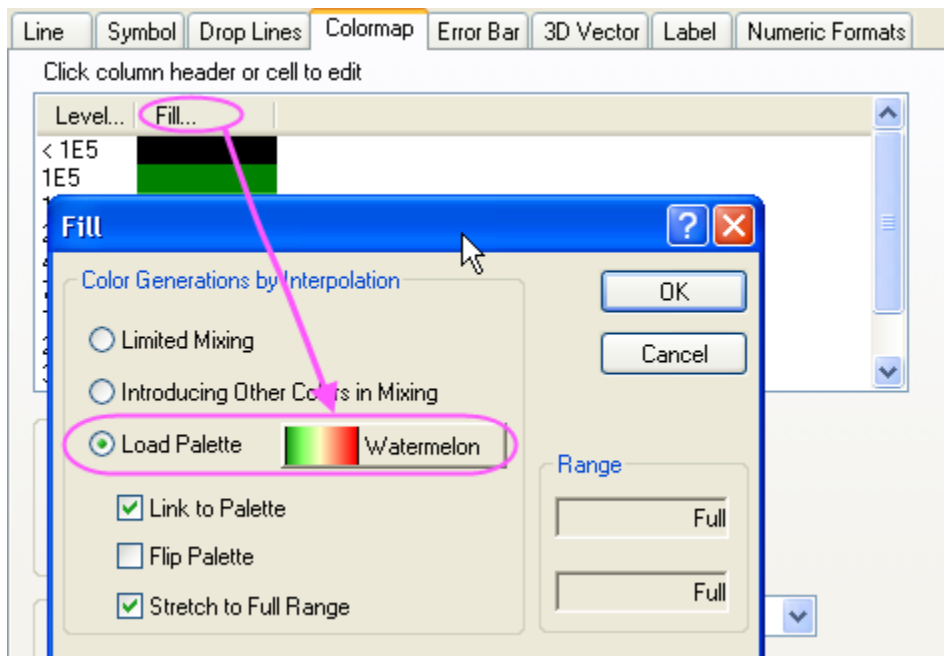 Line Symbol Drop Lines Colormap Error Bar 3D Vector Label Numeric Formats
Click column header or cell to edit
Level... Fill...
< 1E5
1E5
Fill
Color Generations by Interpolation
OK
Limited Mixing
Cancel
Introducing Other Colors in Mixing
Load Palette Watermelon
Range
Link to Palette
Full
Flip Palette
Full
Stretch to Full Range